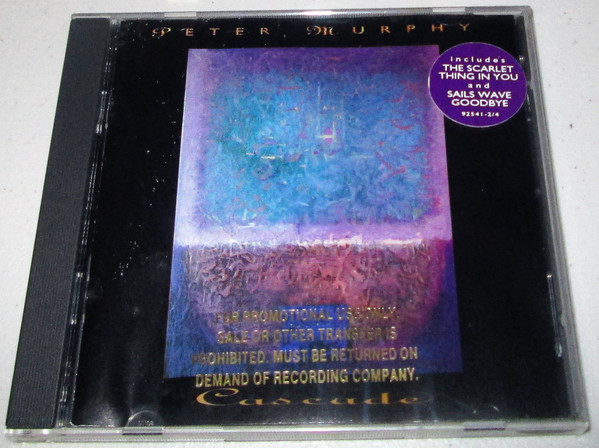 PETER MURPHY
includes
THE SCARLET
THING IN YOU
and
SAILS WAVE
GOODBYE
92541-2/4
FOR PROMOTIONAL USE ONLY.
SALE OR OTHER TRANSFER IS
PROHIBITED. MUST BE RETURNED ON
DEMAND OF RECORDING COMPANY.
Cascade